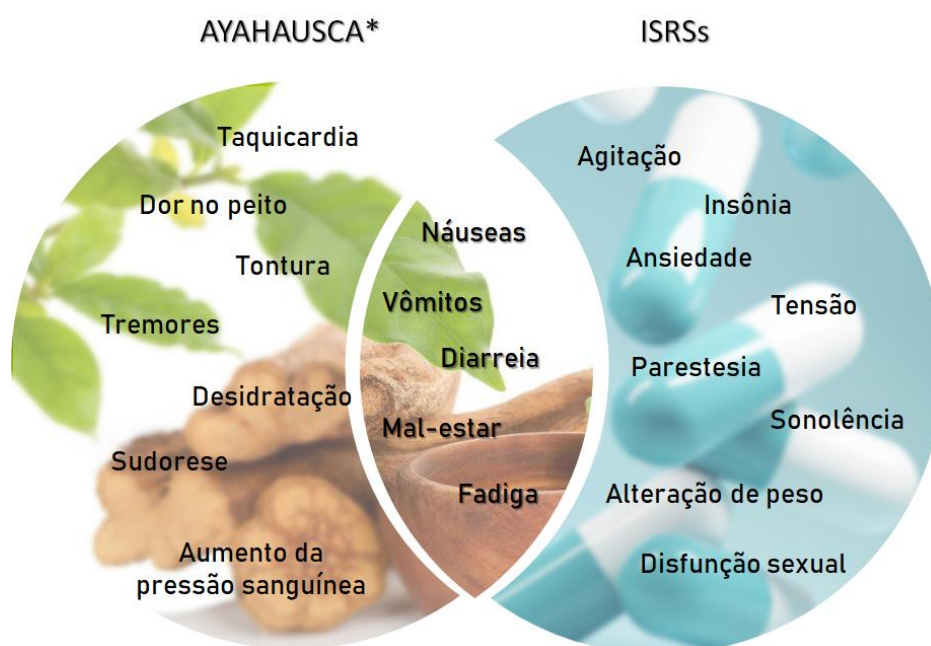 AYAHAUSCA*
ISRSs
Taquicardia
Dor no peito
Tontura
Tremores
Desidratação
Sudorese
Aumento da
pressão sanguínea
Náuseas
Vômitos
Diarreia
Mal-estar
Fadiga
Agitação
Insônia
Ansiedade
Tensão
Parestesia
Sonolência
Alteração de peso
Disfunção sexual